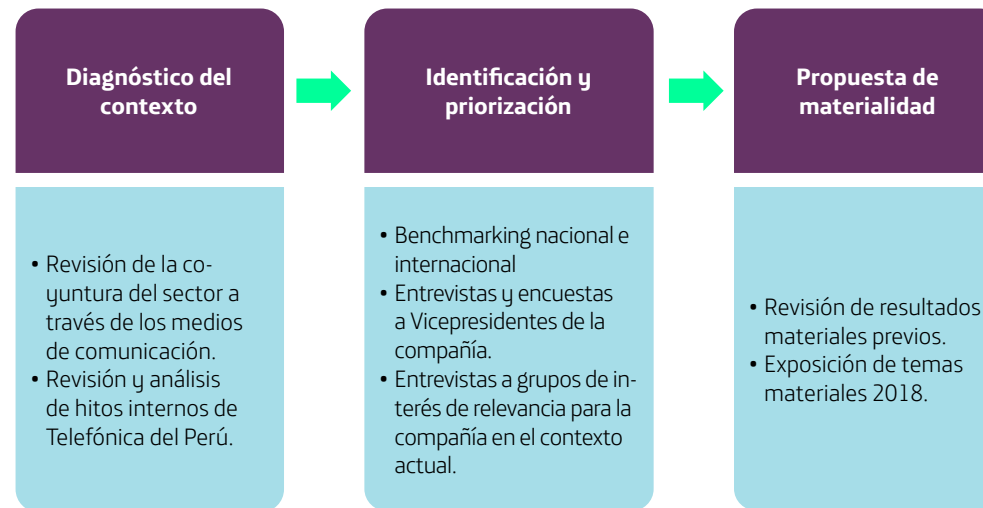 Diagnóstico del
contexto
• Revisión de la co-
yuntura del sector a
través de los medios
de comunicación.
• Revisión y análisis
de hitos internos de
Telefónica del Perú.
Identificación y
priorización
• Benchmarking nacional e
internacional
• Entrevistas y encuestas
a Vicepresidentes de la
compañía.
• Entrevistas a grupos de in-
terés de relevancia para la
compañía en el contexto
actual.
Propuesta de
materialidad
• Revisión de resultados
materiales previos.
• Exposición de temas
materiales 2018.